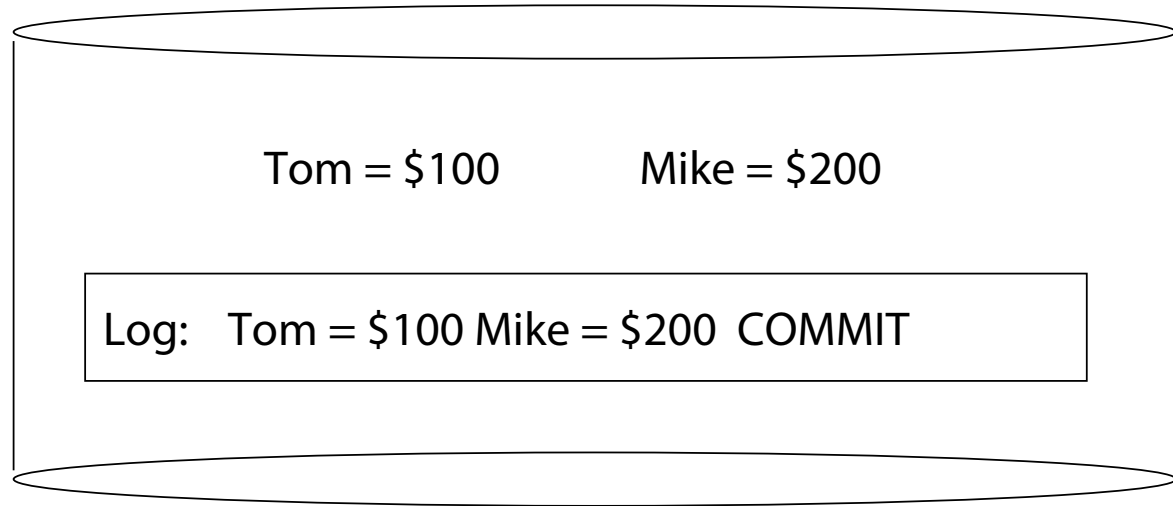 Tom = $100 Mike = $200
Log: Tom = $100 Mike = $200 COMMIT